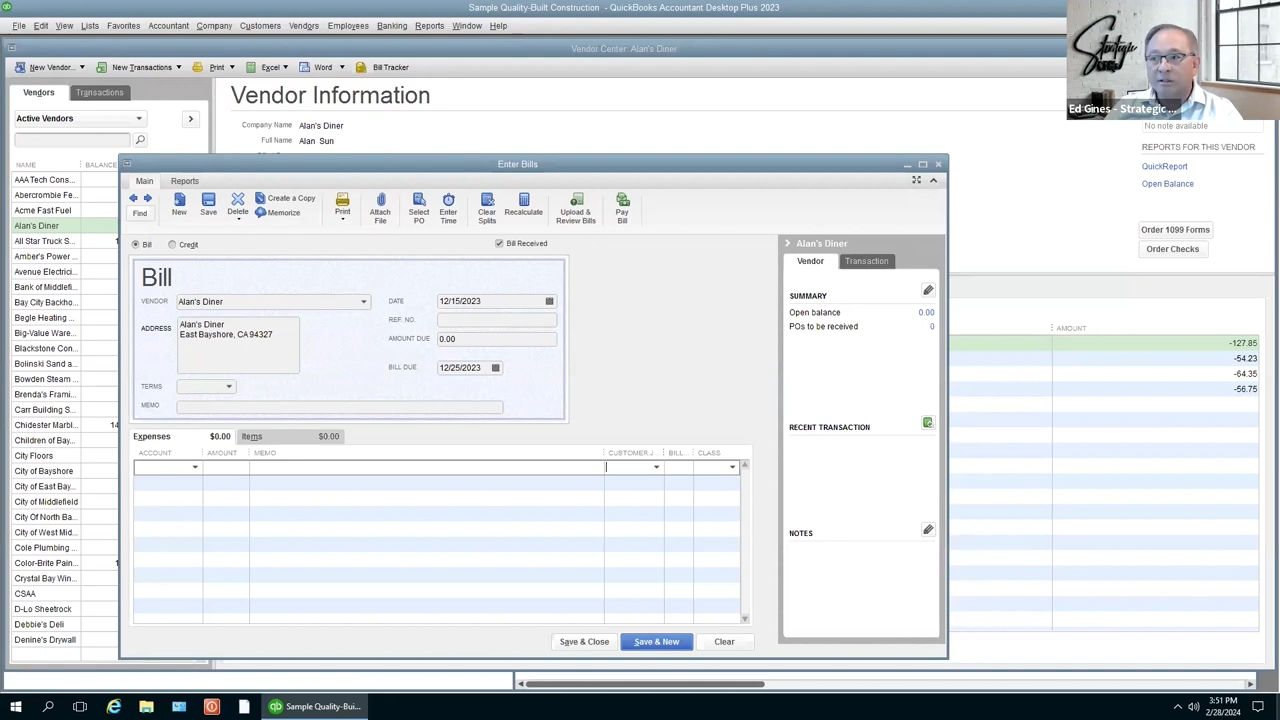 Sample Quality-Built Construction - QuickBooks Accountant Desktop Plus 2023
File Edit View Lists Favorites Accountant Company Customers Vendors Employees Banking Reports Window Help
Vendor Center: Alan's Diner
New Vendor... New Transactions Print Excel Word Bill Tracker
Vendors Transactions
Active Vendors
NAME BALANCE
AAA Tech Cons...
Abercrombie Fe...
Acme Fast Fuel
Alan's Diner
All Star Truck S...
Amber's Power ...
Avenue Electrici...
Bank of Middlefi...
Bay City Backho...
Begle Heating ...
Big-Value Ware...
Blackstone Con...
Bolinski Sand a...
Bowden Steam ...
Brenda's Frami...
Carr Building S...
Chidester Marbl... 14
Children of Bay...
City Floors
City of Bayshore
City of East Bay...
City of Middlefield
City Of North Ba...
City of West Mid...
Cole Plumbing ...
Color-Brite Pain...
Crystal Bay Win...
CSAA
D-Lo Sheetrock
Debbie's Deli
Denine's Drywall
Vendor Information
Company Name Alan's Diner
Full Name Alan Sun
Ed Gines - Strategic ...
No note available
REPORTS FOR THIS VENDOR
QuickReport
Open Balance
Order 1099 Forms
Order Checks
AMOUNT
-127.85
-54.23
-64.35
-56.75
Enter Bills
Main Reports
Find New Save Delete Create a Copy Memorize Print Attach File Select PO Enter Time Clear Splits Recalculate Upload & Review Bills Pay Bill
Bill Credit Bill Received
Bill
VENDOR Alan's Diner
DATE 12/15/2023
ADDRESS Alan's Diner
East Bayshore, CA 94327
REF. NO.
AMOUNT DUE 0.00
BILL DUE 12/25/2023
TERMS
MEMO
Expenses $0.00 Items $0.00
ACCOUNT AMOUNT MEMO CUSTOMER:J... BILL... CLASS
Save & Close Save & New Clear
Alan's Diner
Vendor Transaction
SUMMARY
Open balance 0.00
POs to be received 0
RECENT TRANSACTION
NOTES
Sample Quality-Bui...
3:51 PM
2/28/2024